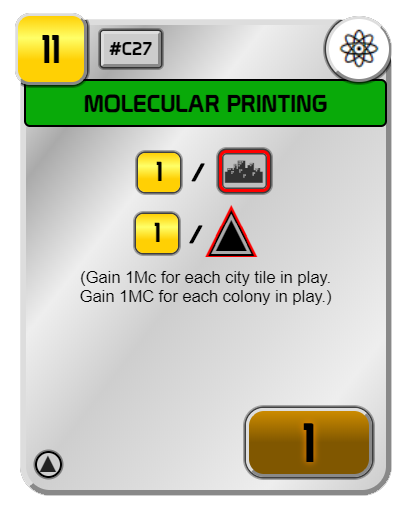 11
#C27
MOLECULAR PRINTING
1 /
1 /
(Gain 1Mc for each city tile in play.
Gain 1MC for each colony in play.)
1